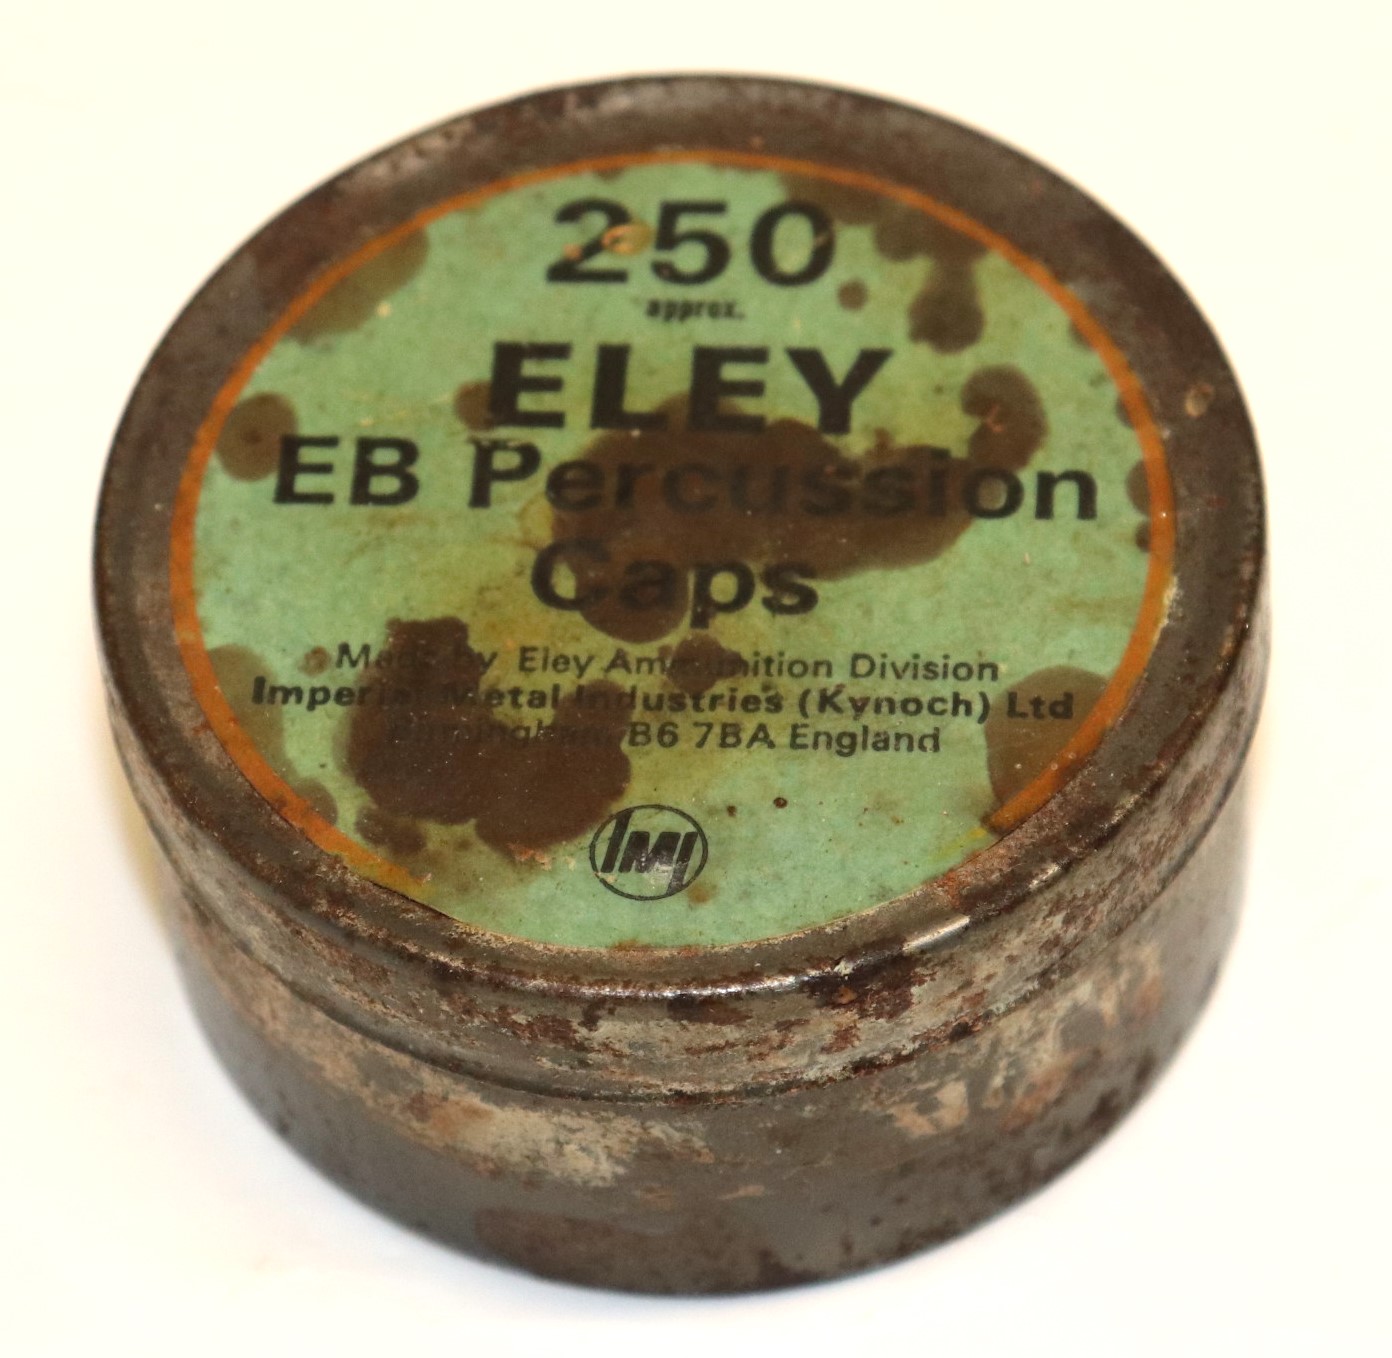 250
approx.
ELEY
EB Percussion
Caps
Made by Eley Ammunition Division
Imperial Metal Industries (Kynoch) Ltd
Birmingham B6 7BA England
IMI